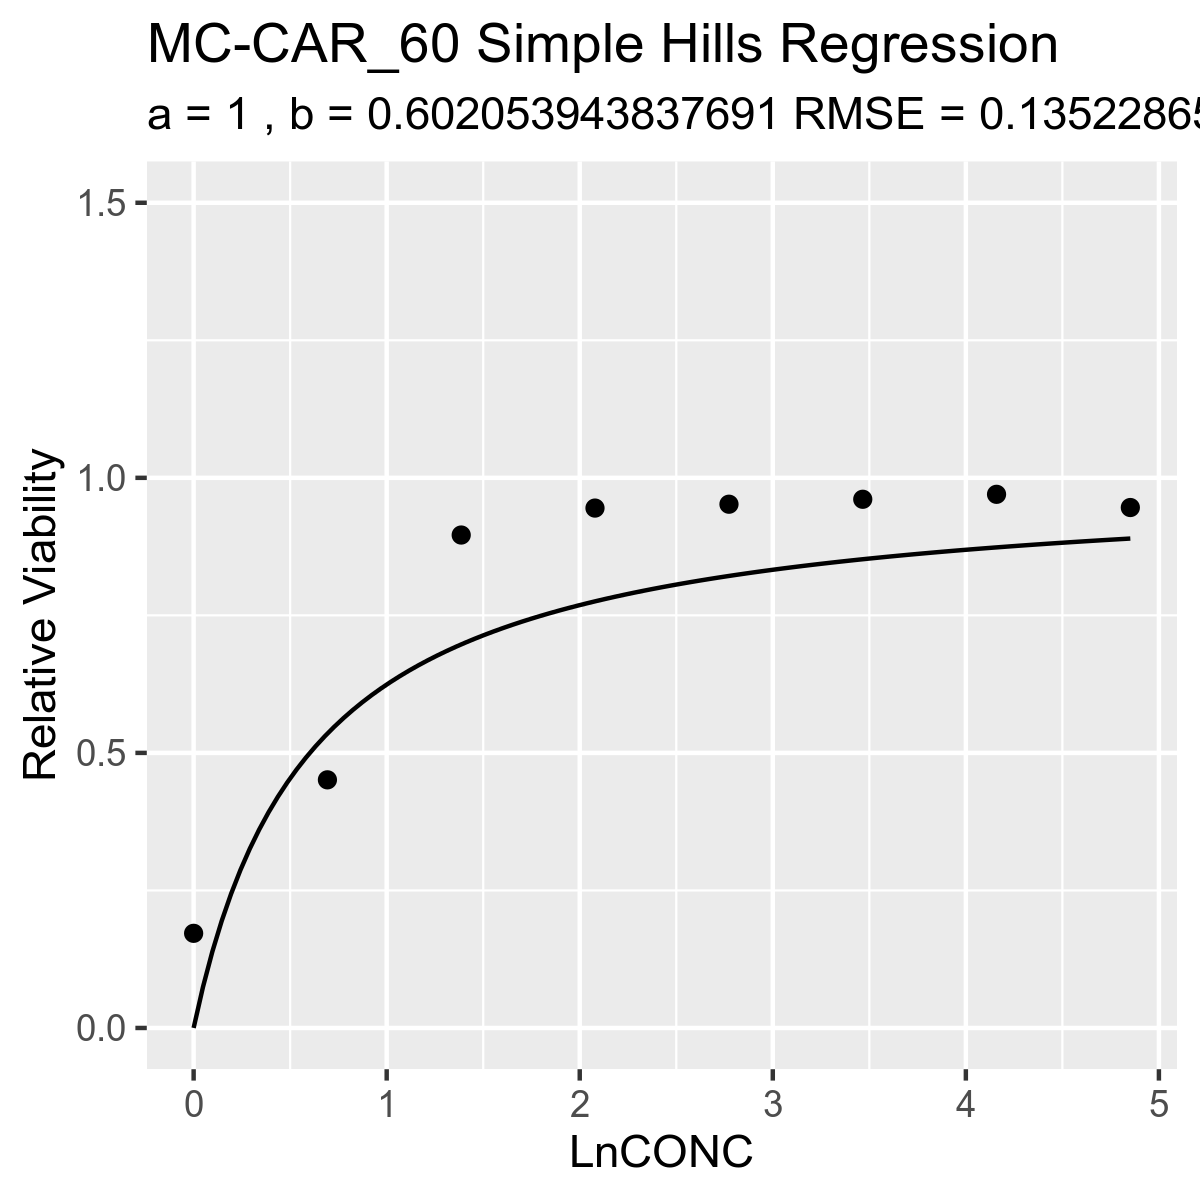 MC-CAR_60 Simple Hills Regression
a = 1 , b = 0.602053943837691 RMSE = 0.13522865
1.5
1.0
0.5
0.0
Relative Viability
0 1 2 3 4 5
LnCONC